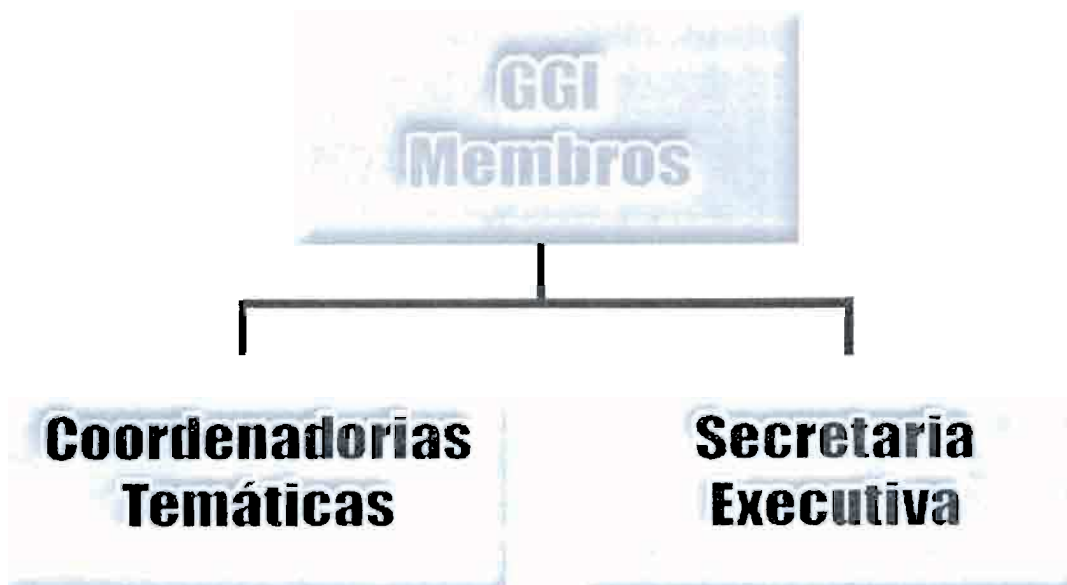 GGI
Membros
Coordenadorias
Temáticas
Secretaria
Executiva